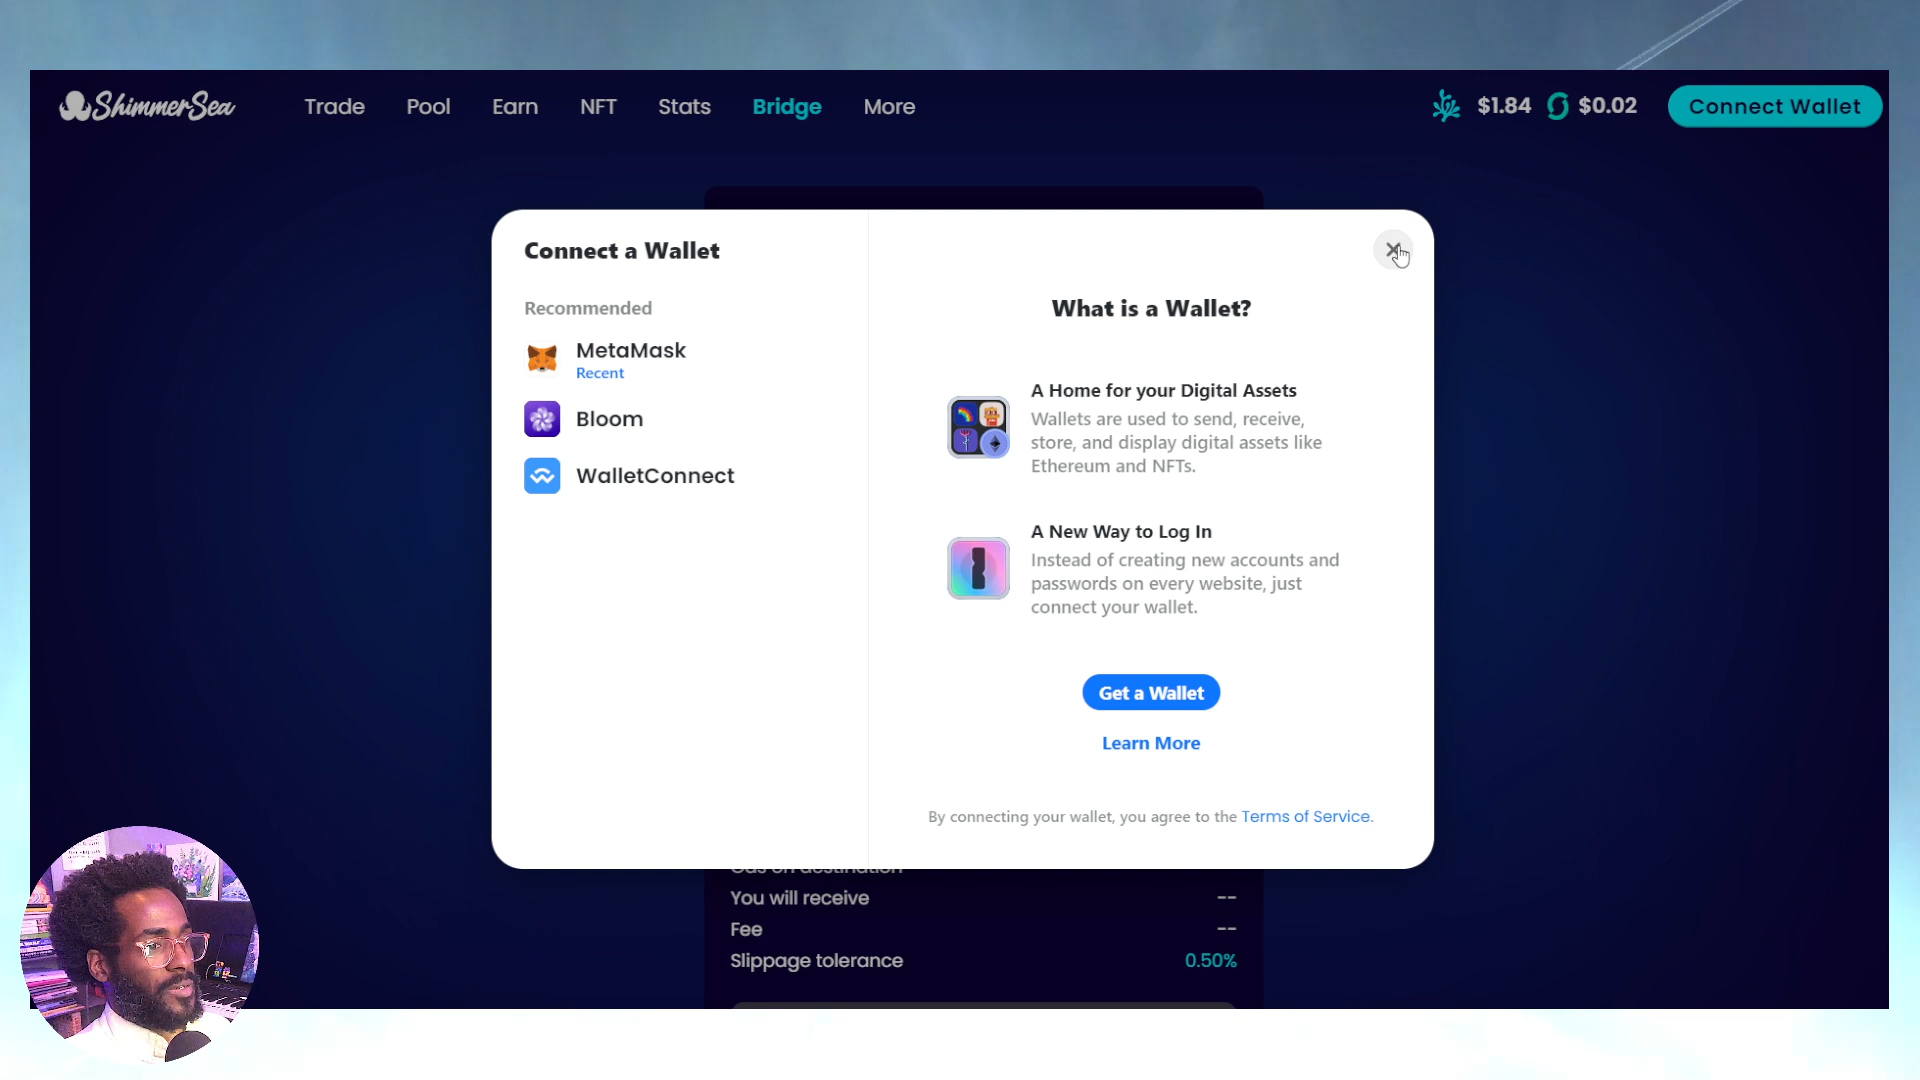 ShimmerSea
Trade
Pool
Earn
NFT
Stats
Bridge
More
$1.84
$0.02
Connect Wallet
Connect a Wallet
Recommended
MetaMask
Recent
Bloom
WalletConnect
What is a Wallet?
A Home for your Digital Assets
Wallets are used to send, receive,
store, and display digital assets like
Ethereum and NFTs.
A New Way to Log In
Instead of creating new accounts and
passwords on every website, just
connect your wallet.
Get a Wallet
Learn More
By connecting your wallet, you agree to the Terms of Service.
Gas on destination
You will receive --
Fee --
Slippage tolerance 0.50%